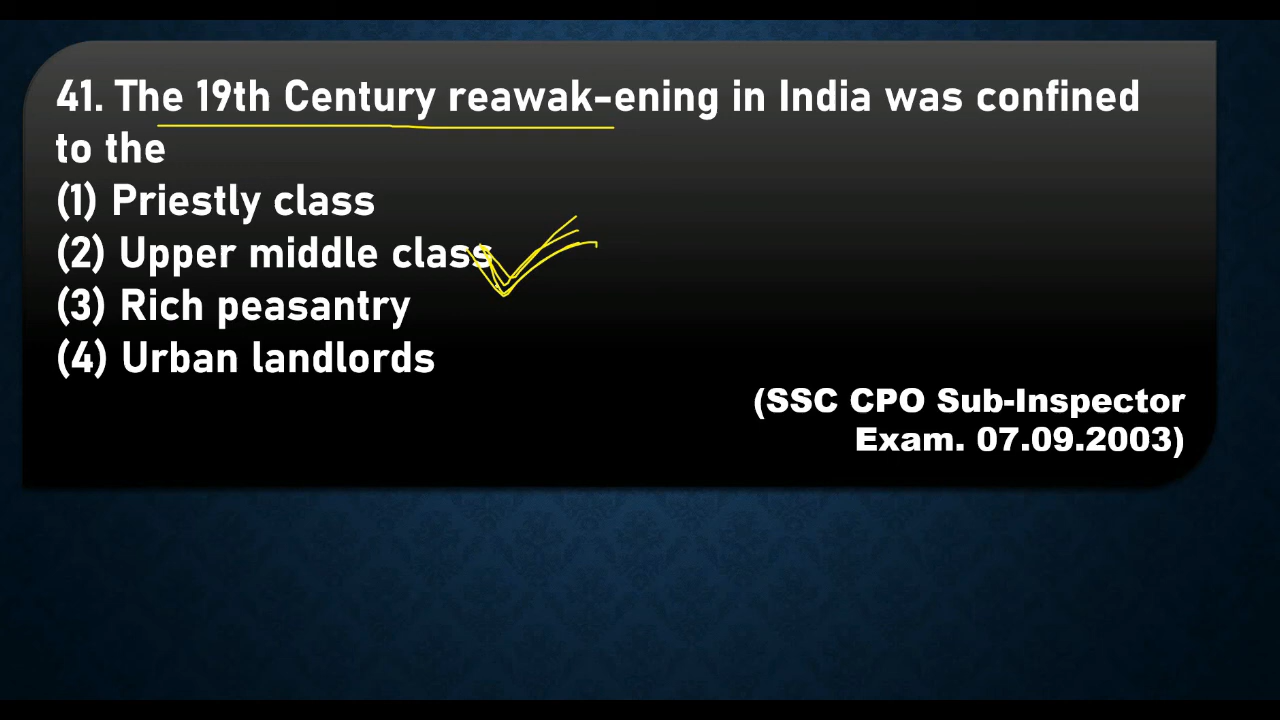 41. The 19th Century reawak-ening in India was confined
to the
(1) Priestly class
(2) Upper middle class
(3) Rich peasantry
(4) Urban landlords
(SSC CPO Sub-Inspector
Exam. 07.09.2003)